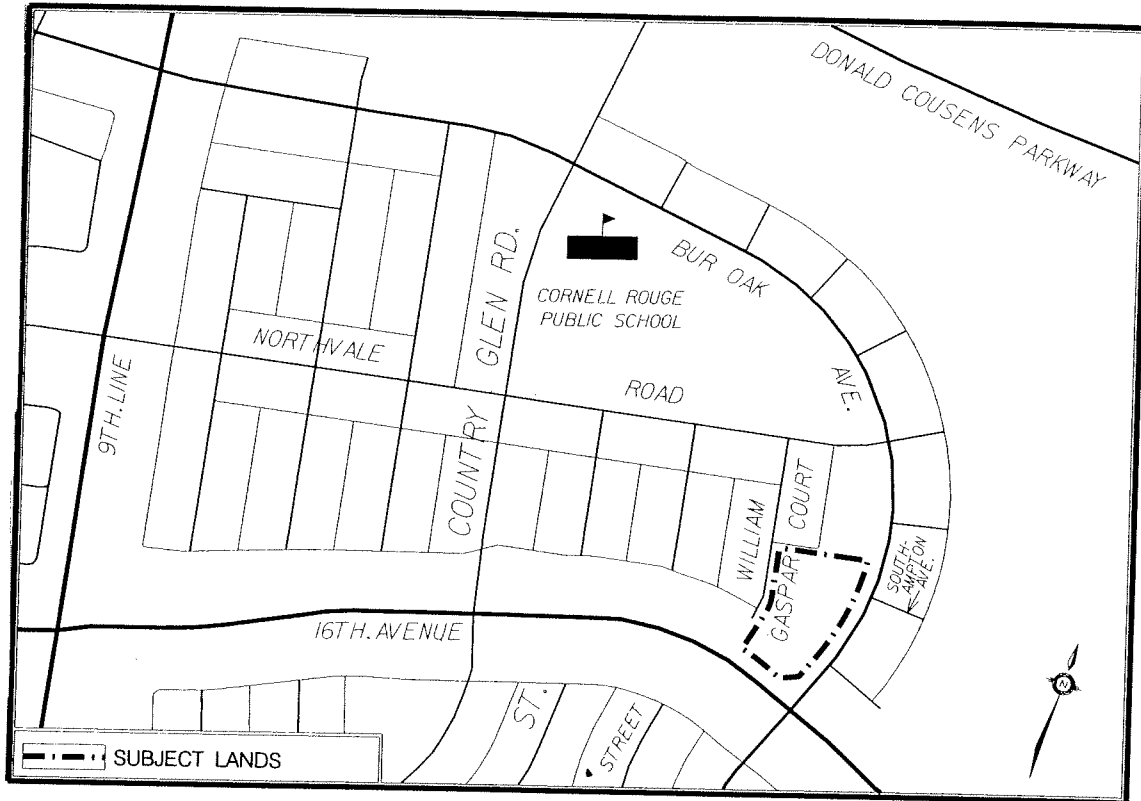 DONALD COUSENS PARKWAY
BUR OAK
AVE.
GLEN RD.
CORNELL ROUGE
PUBLIC SCHOOL
NORTHVALE
ROAD
9TH. LINE
COUNTRY
WILLIAM
COURT
GASPAR
SOUTH-
AMPTON
AVE.
16TH. AVENUE
ST.
STREET
N
SUBJECT LANDS